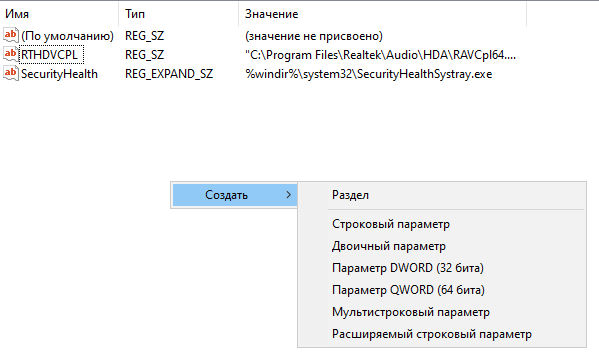 Имя Тип Значение
(По умолчанию) REG_SZ (значение не присвоено)
RTHDVCPL REG_SZ "C:\Program Files\Realtek\Audio\HDA\RAVCpl64....
SecurityHealth REG_EXPAND_SZ %windir%\system32\SecurityHealthSystray.exe
Создать > Раздел
Строковый параметр
Двоичный параметр
Параметр DWORD (32 бита)
Параметр QWORD (64 бита)
Мультистроковый параметр
Расширяемый строковый параметр